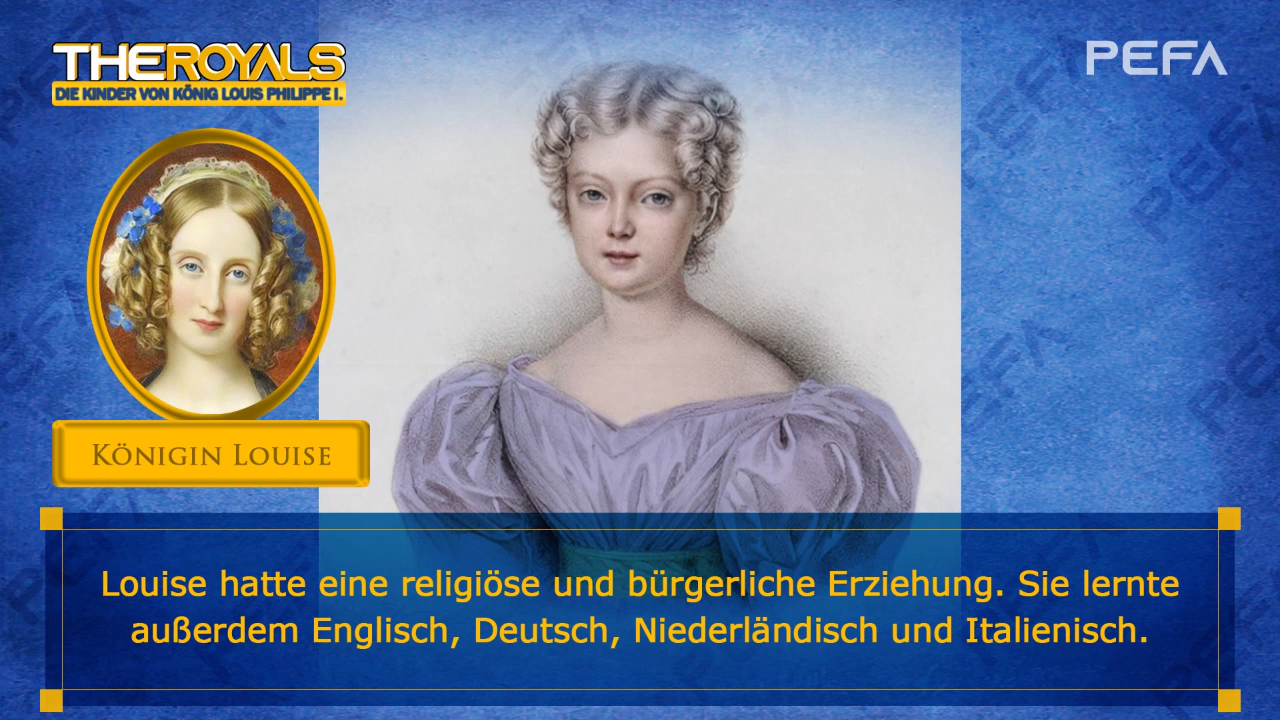 THEROYALS
DIE KINDER VON KÖNIG LOUIS PHILIPPE I.
PEFA
KÖNIGIN LOUISE
Louise hatte eine religiöse und bürgerliche Erziehung. Sie lernte
außerdem Englisch, Deutsch, Niederländisch und Italienisch.